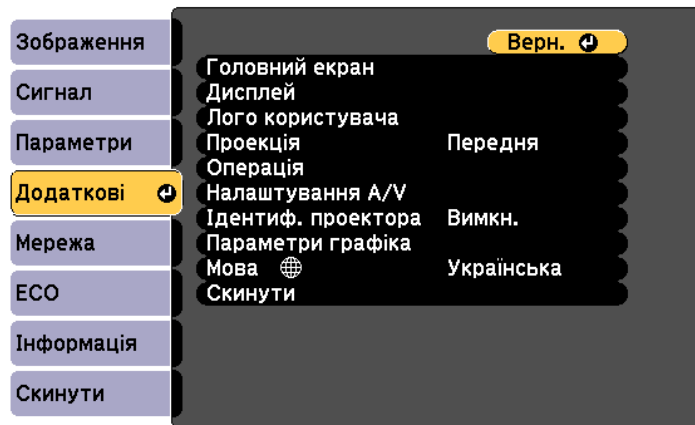 Зображення
Сигнал
Параметри
Додаткові
Мережа
ECO
Інформація
Скинути
Верн.
Головний екран
Дисплей
Лого користувача
Проекція Передня
Операція
Налаштування A/V
Ідентиф. проектора Вимкн.
Параметри графіка
Мова Українська
Скинути